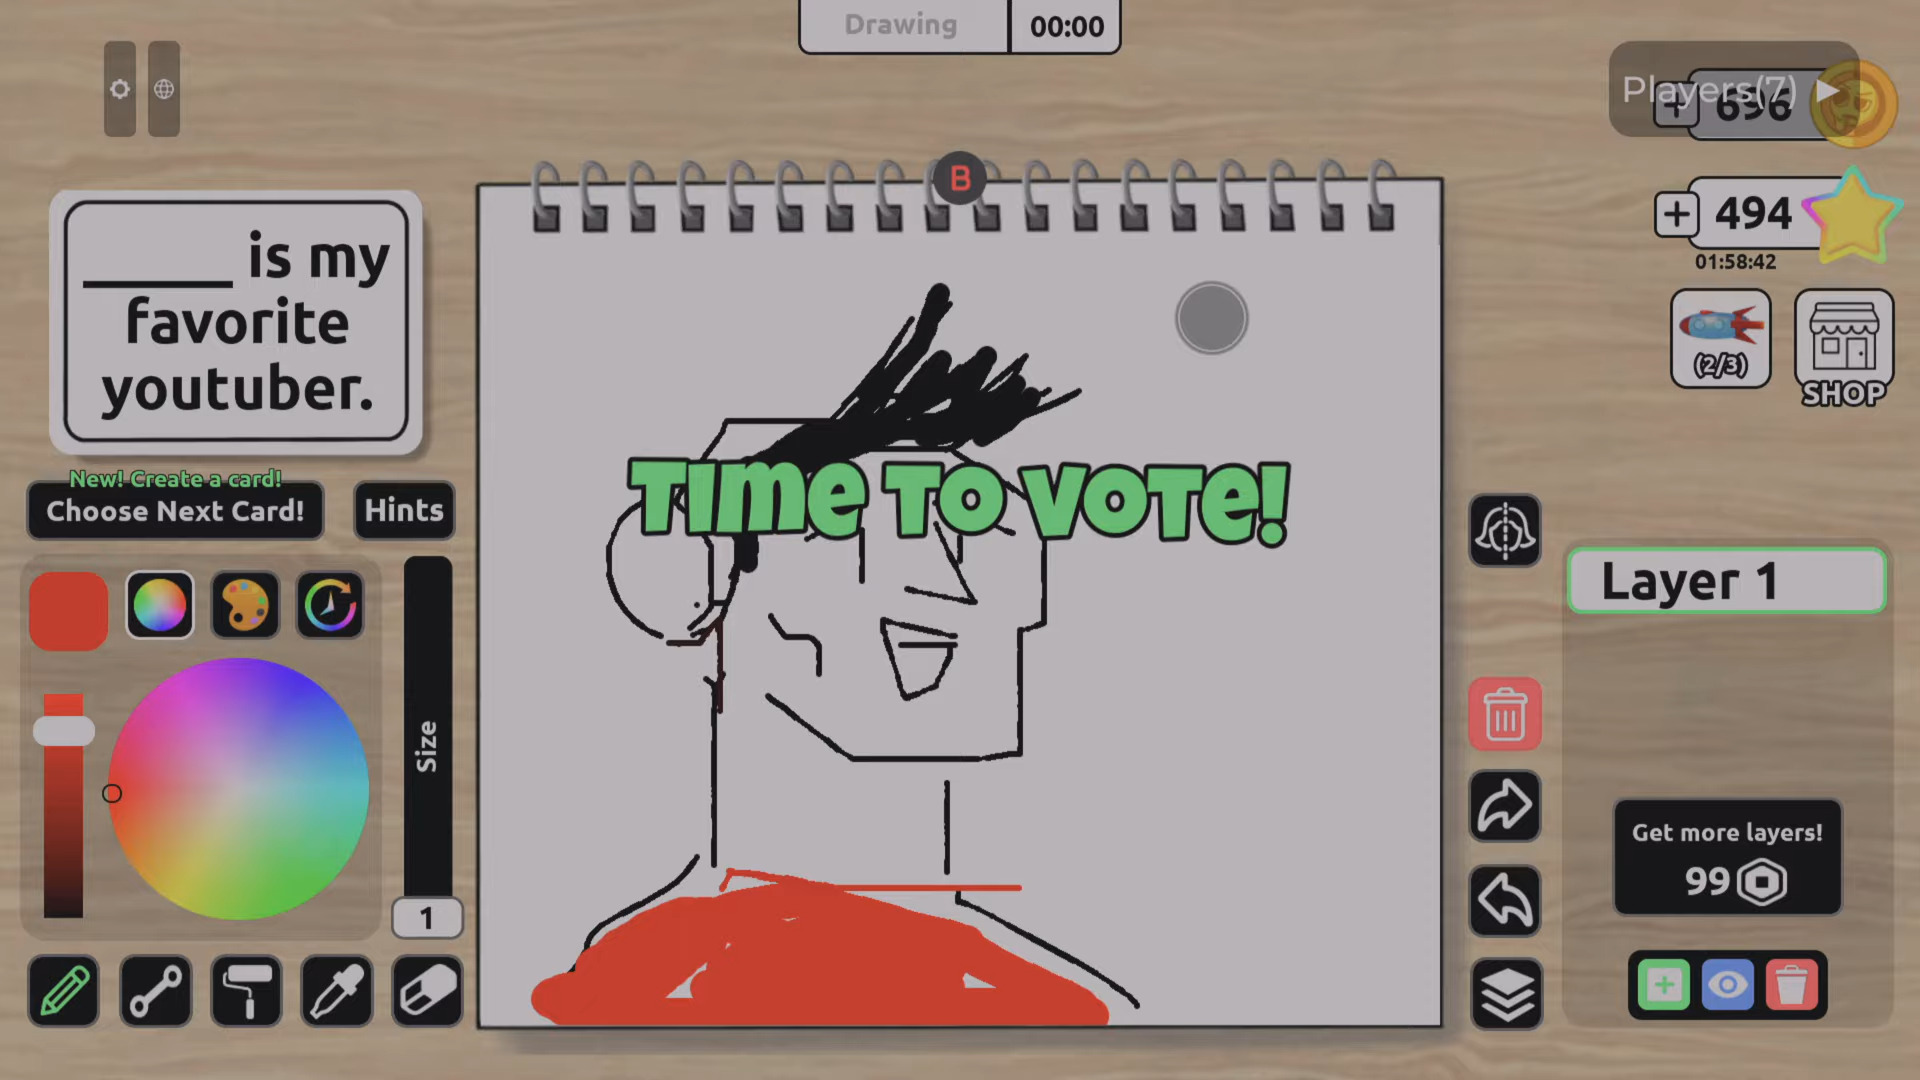 Drawing
00:00
Players(7)
696
B
494
01:58:42
(2/3)
SHOP
_____ is my
favorite
youtuber.
New! Create a card!
Choose Next Card!
Hints
TIME TO VOTE!
Layer 1
Size
1
Get more layers!
99